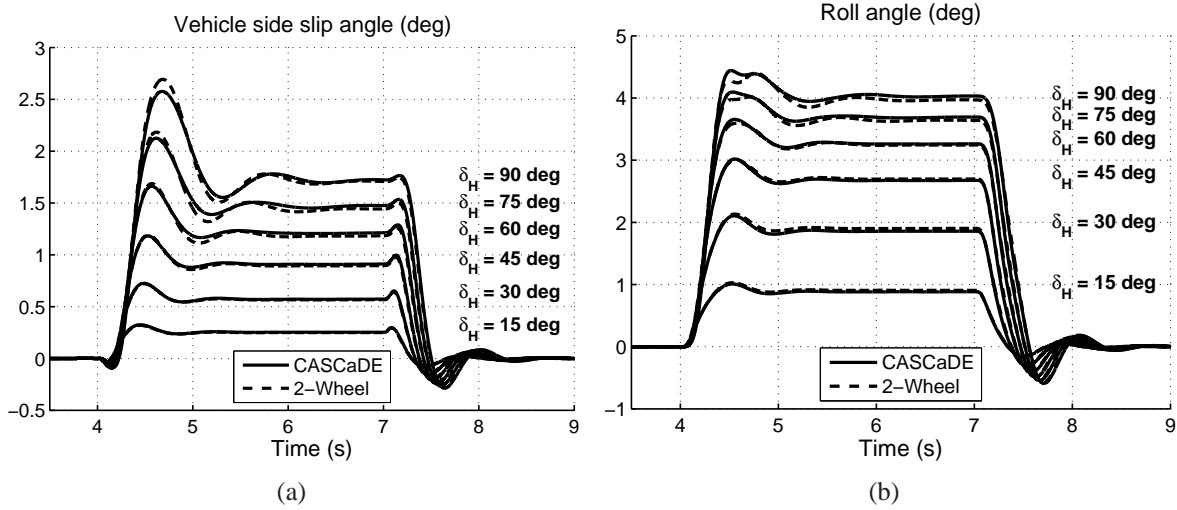 Vehicle side slip angle (deg)
3
2.5
2
1.5
1
0.5
0
−0.5
4
5
6
7
8
9
Time (s)
δH = 90 deg
δH = 75 deg
δH = 60 deg
δH = 45 deg
δH = 30 deg
δH = 15 deg
CASCaDE
2−Wheel
(a)
Roll angle (deg)
5
4
3
2
1
0
−1
4
5
6
7
8
9
Time (s)
δH = 90 deg
δH = 75 deg
δH = 60 deg
δH = 45 deg
δH = 30 deg
δH = 15 deg
CASCaDE
2−Wheel
(b)